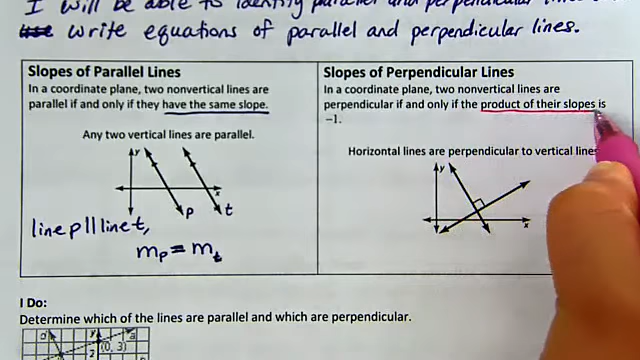 I will be able to identify parallel and perpendicular lines
write equations of parallel and perpendicular lines.
Slopes of Parallel Lines
In a coordinate plane, two nonvertical lines are
parallel if and only if they have the same slope.
Any two vertical lines are parallel.
y
x
p
t
line p || line t,
mₚ = mₜ
Slopes of Perpendicular Lines
In a coordinate plane, two nonvertical lines are
perpendicular if and only if the product of their slopes is
−1.
Horizontal lines are perpendicular to vertical lines
y
x
I Do:
Determine which of the lines are parallel and which are perpendicular.
d
y
(0, 3)
a
2